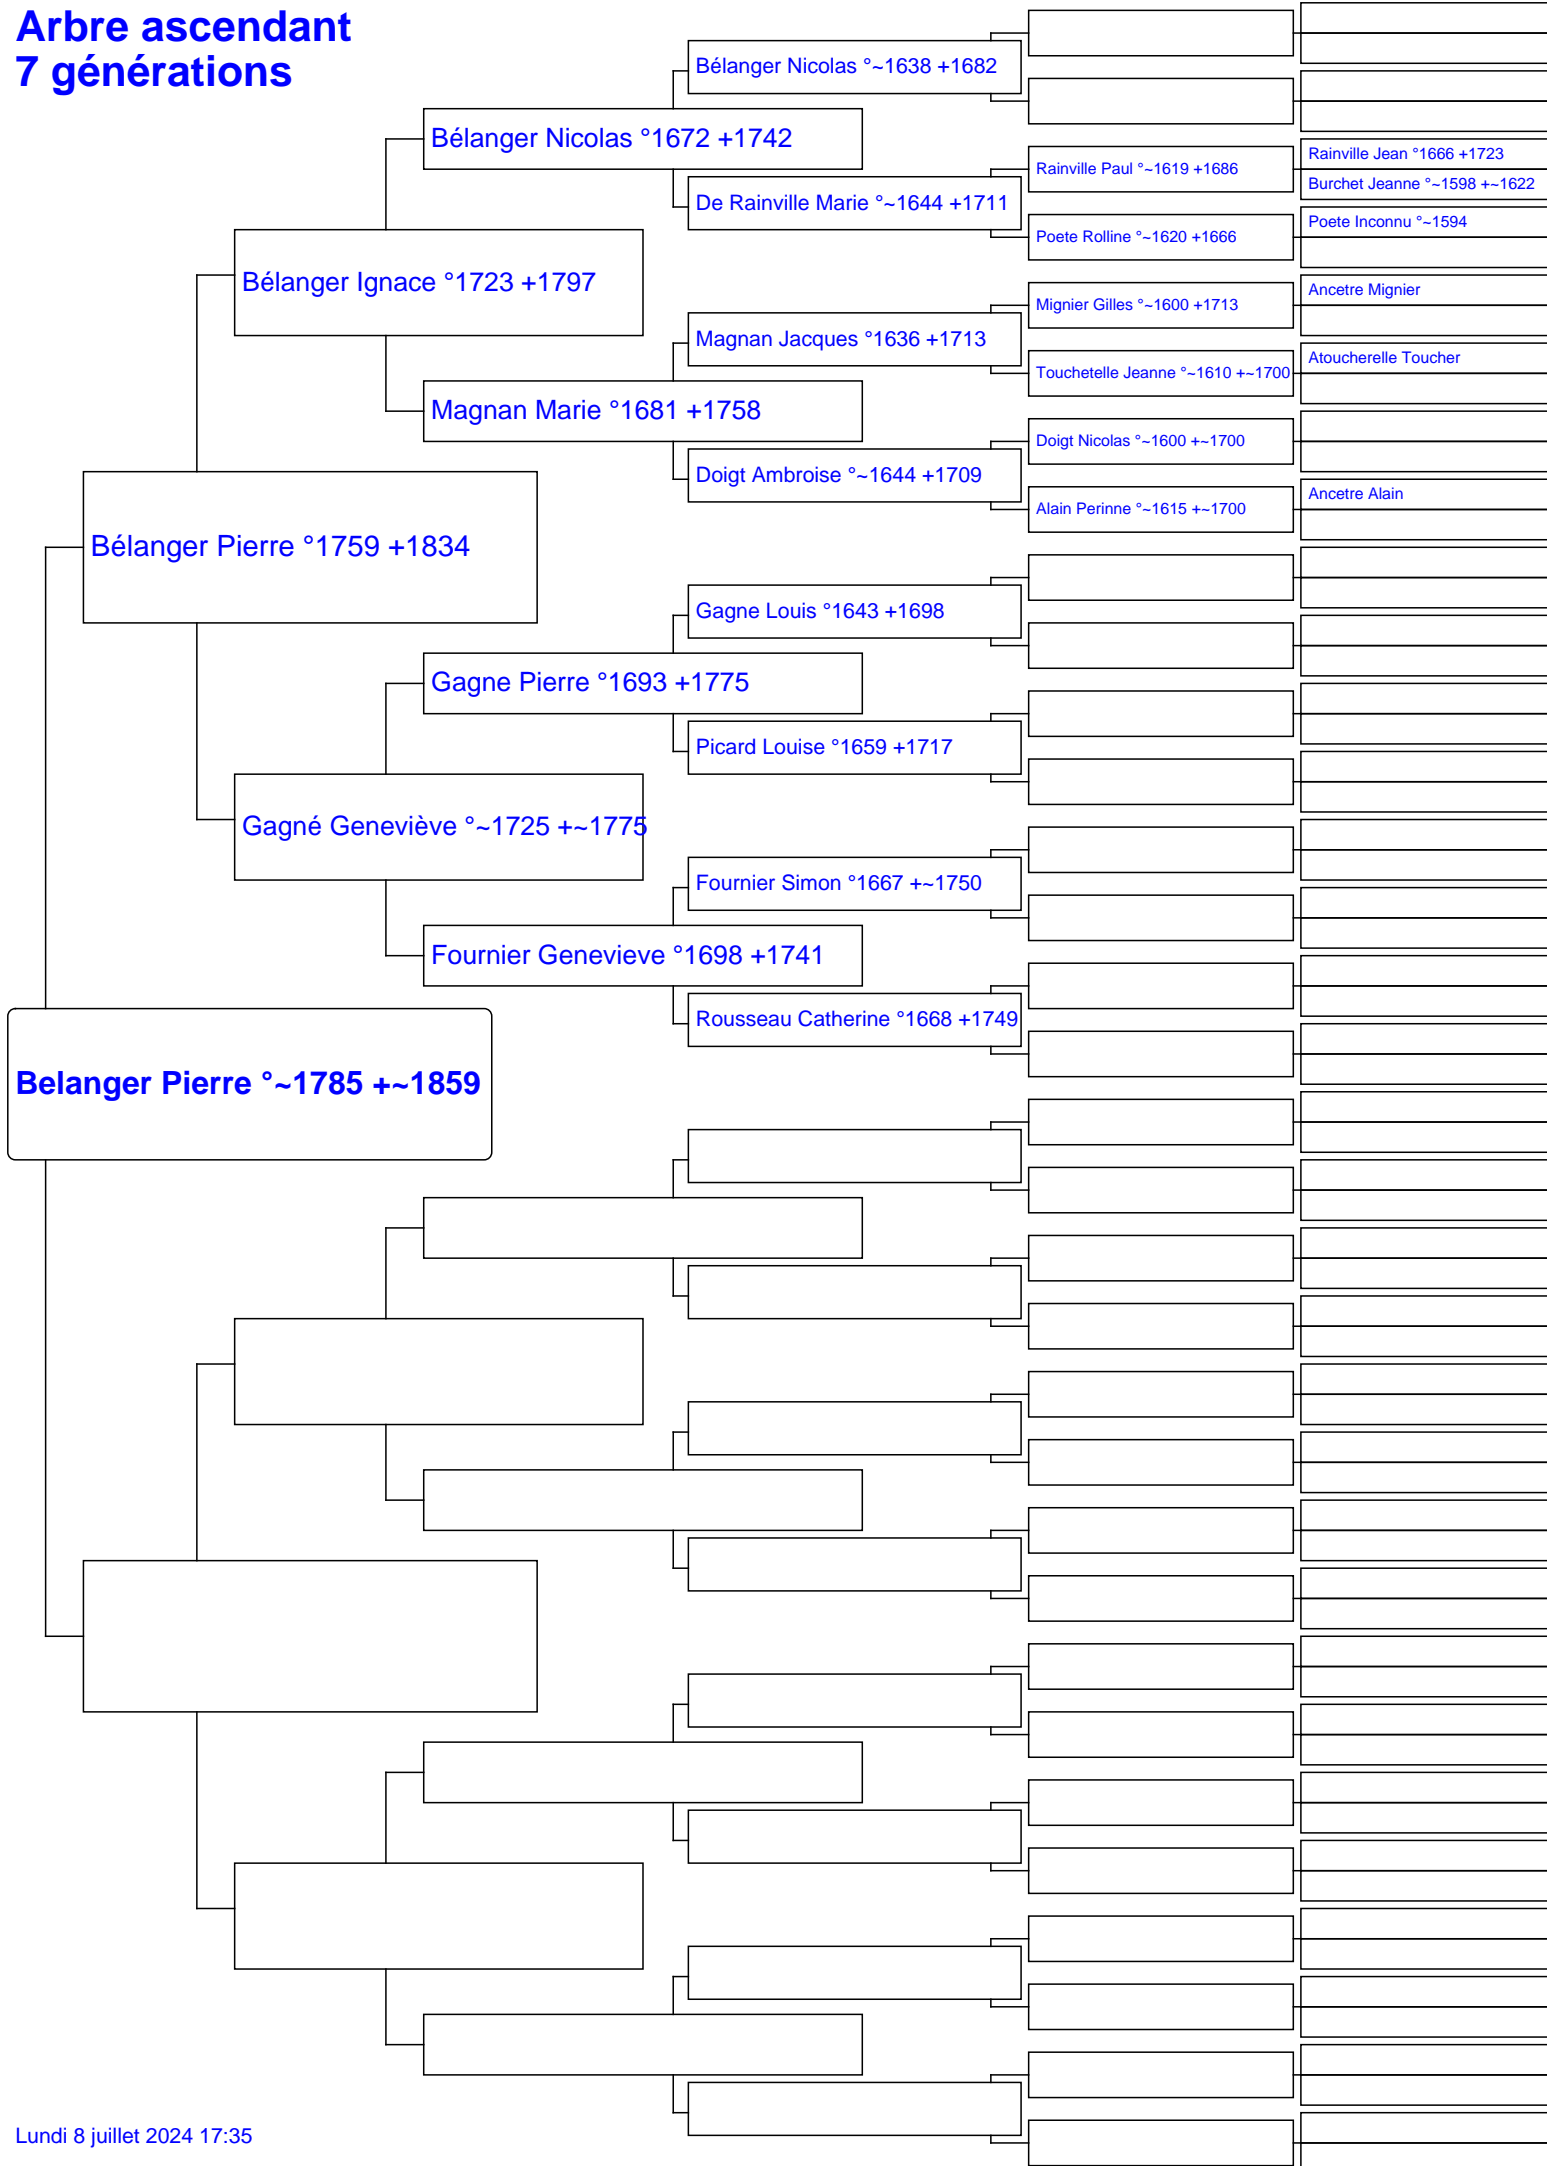 Arbre ascendant
7 générations
Bélanger Nicolas °~1638 +1682
Bélanger Nicolas °1672 +1742
Rainville Jean °1666 +1723
Rainville Paul °~1619 +1686
Burchet Jeanne °~1598 +~1622
De Rainville Marie °~1644 +1711
Poete Inconnu °~1594
Poete Rolline °~1620 +1666
Bélanger Ignace °1723 +1797
Ancetre Mignier
Mignier Gilles °~1600 +1713
Magnan Jacques °1636 +1713
Atoucherelle Toucher
Touchetelle Jeanne °~1610 +~1700
Magnan Marie °1681 +1758
Doigt Nicolas °~1600 +~1700
Doigt Ambroise °~1644 +1709
Ancetre Alain
Alain Perinne °~1615 +~1700
Bélanger Pierre °1759 +1834
Gagne Louis °1643 +1698
Gagne Pierre °1693 +1775
Picard Louise °1659 +1717
Gagné Geneviève °~1725 +~1775
Fournier Simon °1667 +~1750
Fournier Genevieve °1698 +1741
Rousseau Catherine °1668 +1749
Belanger Pierre °~1785 +~1859
Lundi 8 juillet 2024 17:35